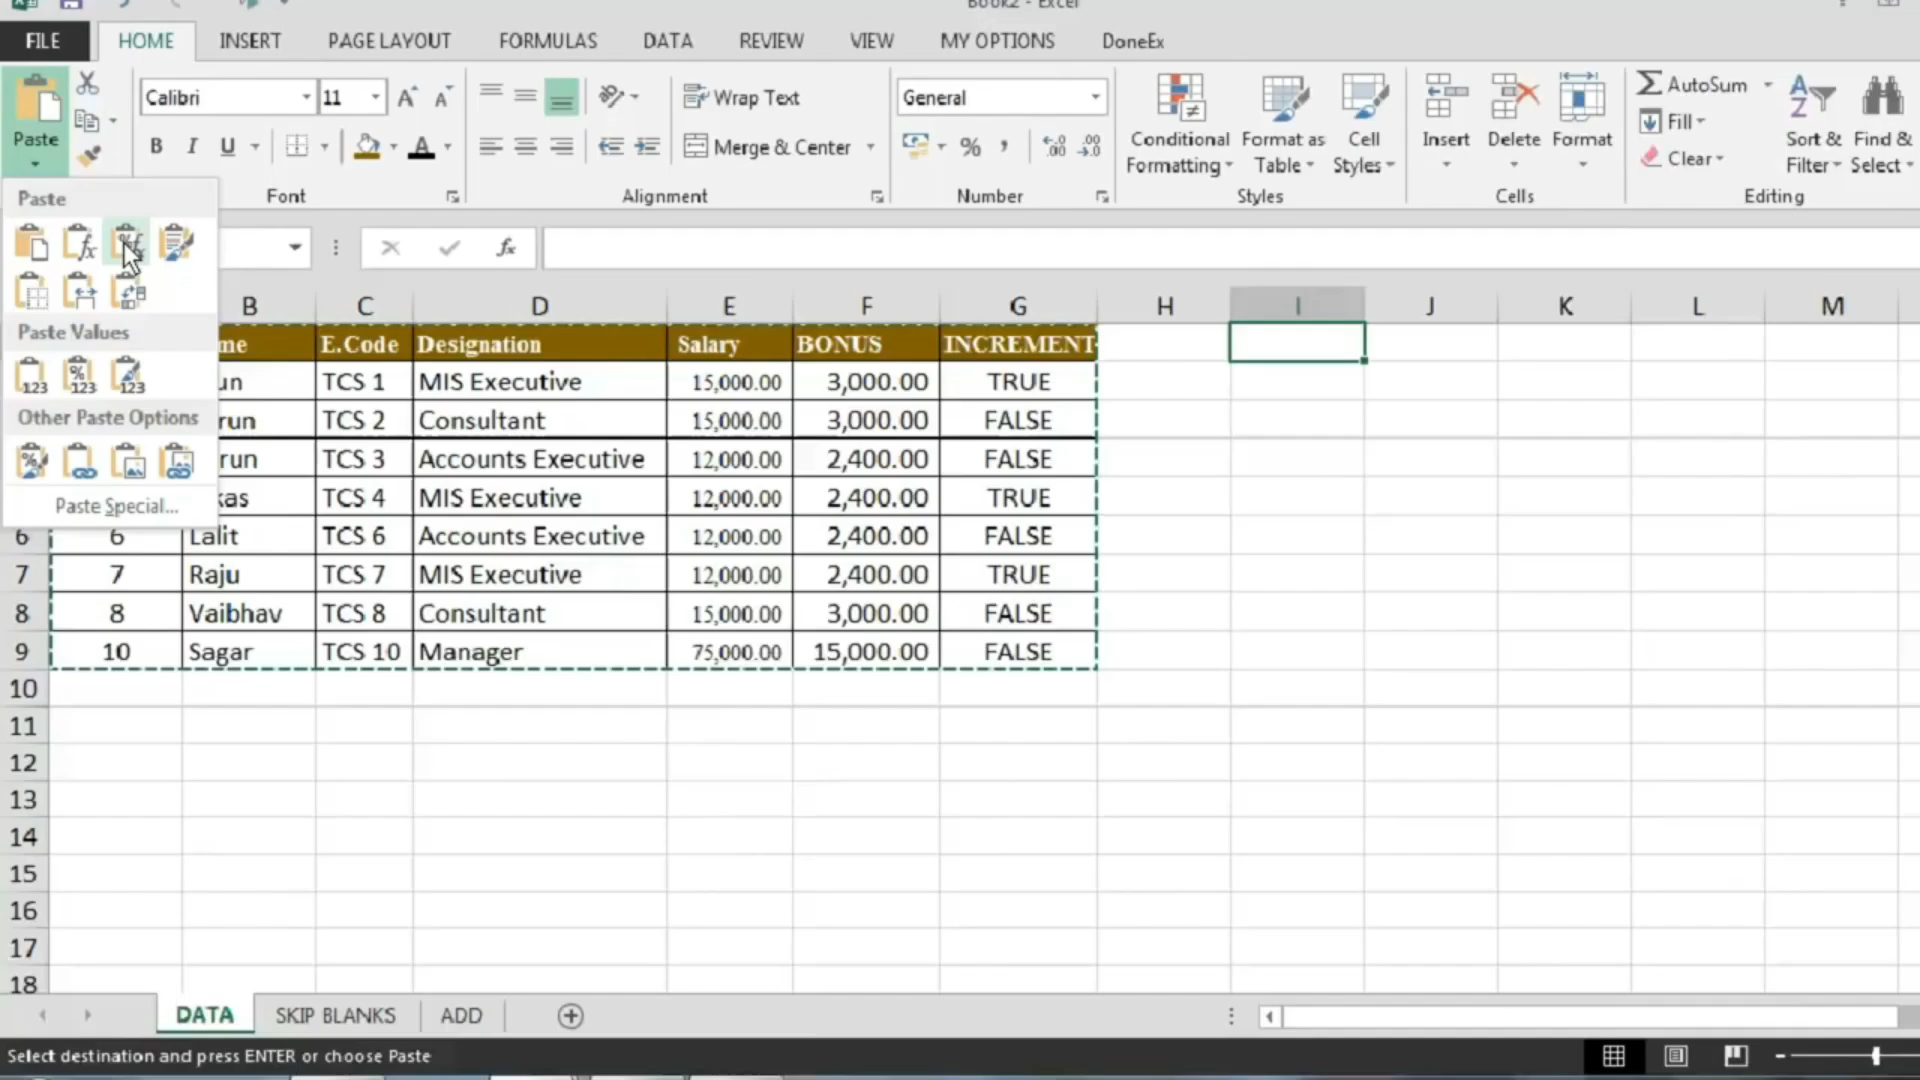 Book2 - Excel
FILE HOME INSERT PAGE LAYOUT FORMULAS DATA REVIEW VIEW MY OPTIONS DoneEx
Calibri 11 Wrap Text General AutoSum
Paste B I U Merge & Center % , Conditional Formatting Format as Table Cell Styles Insert Delete Format Fill Clear Sort & Filter Find & Select
Font Alignment Number Styles Cells Editing
Paste
fx
Paste Values
123 123 123
Other Paste Options
Paste Special...
B C D E F G H I J K L M
me E.Code Designation Salary BONUS INCREMENT
un TCS 1 MIS Executive 15,000.00 3,000.00 TRUE
run TCS 2 Consultant 15,000.00 3,000.00 FALSE
run TCS 3 Accounts Executive 12,000.00 2,400.00 FALSE
kas TCS 4 MIS Executive 12,000.00 2,400.00 TRUE
6 6 Lalit TCS 6 Accounts Executive 12,000.00 2,400.00 FALSE
7 7 Raju TCS 7 MIS Executive 12,000.00 2,400.00 TRUE
8 8 Vaibhav TCS 8 Consultant 15,000.00 3,000.00 FALSE
9 10 Sagar TCS 10 Manager 75,000.00 15,000.00 FALSE
10
11
12
13
14
15
16
17
18
DATA SKIP BLANKS ADD
Select destination and press ENTER or choose Paste